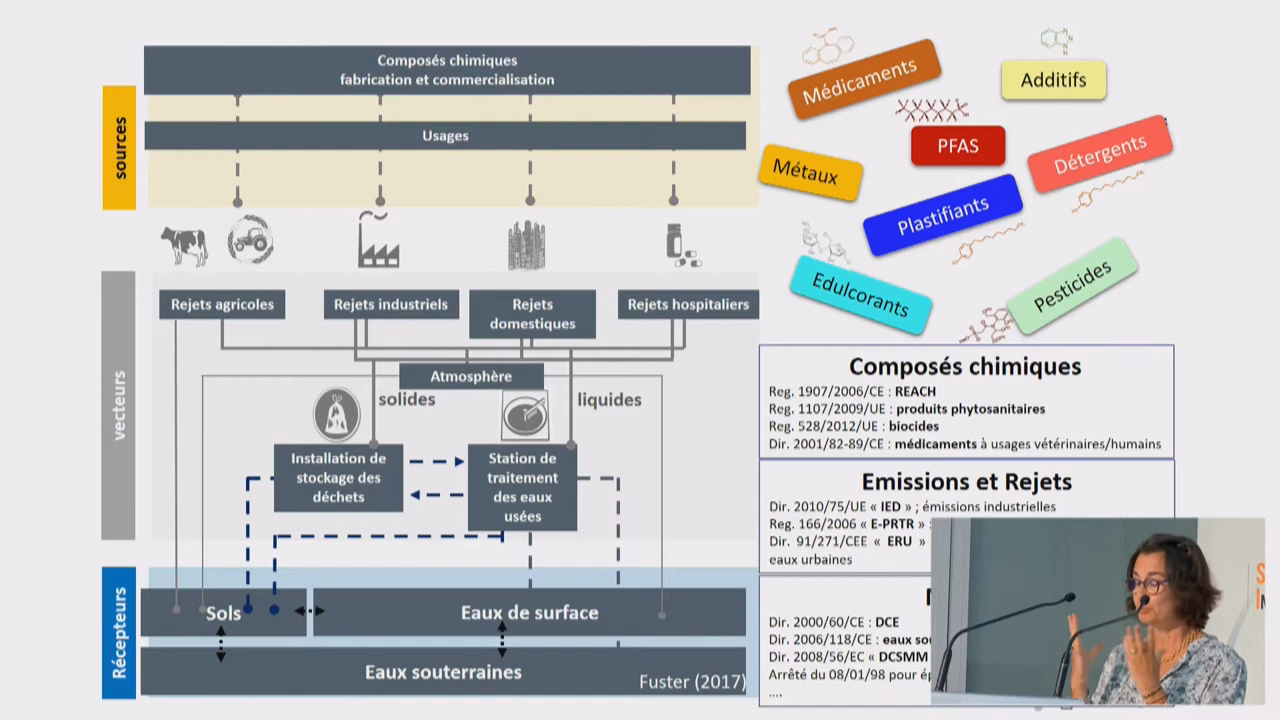 Composés chimiques
fabrication et commercialisation
Usages
sources
Rejets agricoles
Rejets industriels
Rejets
domestiques
Rejets hospitaliers
Atmosphère
solides
liquides
vecteurs
Installation de
stockage des
déchets
Station de
traitement
des eaux
usées
Récepteurs
Sols
Eaux de surface
Eaux souterraines
Fuster (2017)
Médicaments
Additifs
PFAS
Détergents
Métaux
Plastifiants
Edulcorants
Pesticides
Composés chimiques
Reg. 1907/2006/CE : REACH
Reg. 1107/2009/UE : produits phytosanitaires
Reg. 528/2012/UE : biocides
Dir. 2001/82-89/CE : médicaments à usages vétérinaires/humains
Emissions et Rejets
Dir. 2010/75/UE « IED » ; émissions industrielles
Reg. 166/2006 « E-PRTR » :
Dir. 91/271/CEE « ERU »
eaux urbaines
Dir. 2000/60/CE : DCE
Dir. 2006/118/CE : eaux
Dir. 2008/56/EC « DCSMM
Arrêté du 08/01/98 pour
....